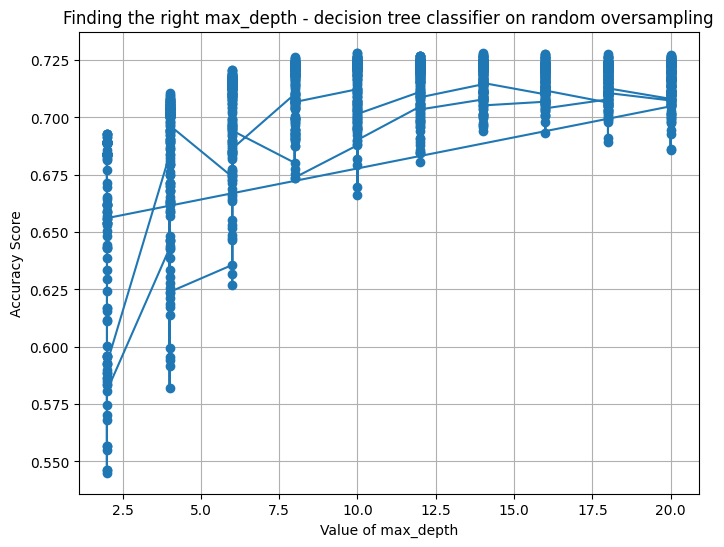 Finding the right max_depth - decision tree classifier on random oversampling
Accuracy Score
0.725
0.700
0.675
0.650
0.625
0.600
0.575
0.550
2.5 5.0 7.5 10.0 12.5 15.0 17.5 20.0
Value of max_depth